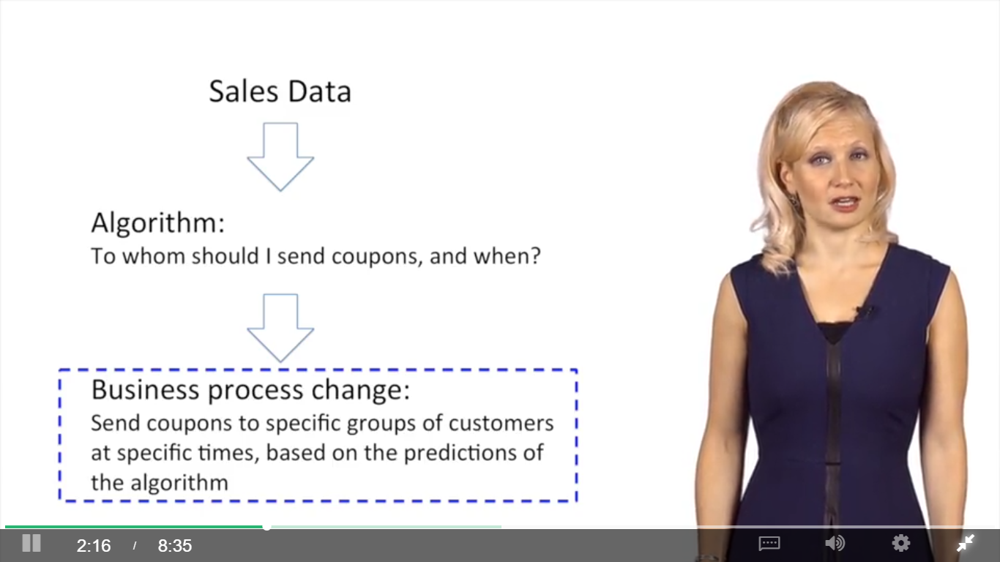 Sales Data
Algorithm:
To whom should I send coupons, and when?
Business process change:
Send coupons to specific groups of customers
at specific times, based on the predictions of
the algorithm
2:16 / 8:35